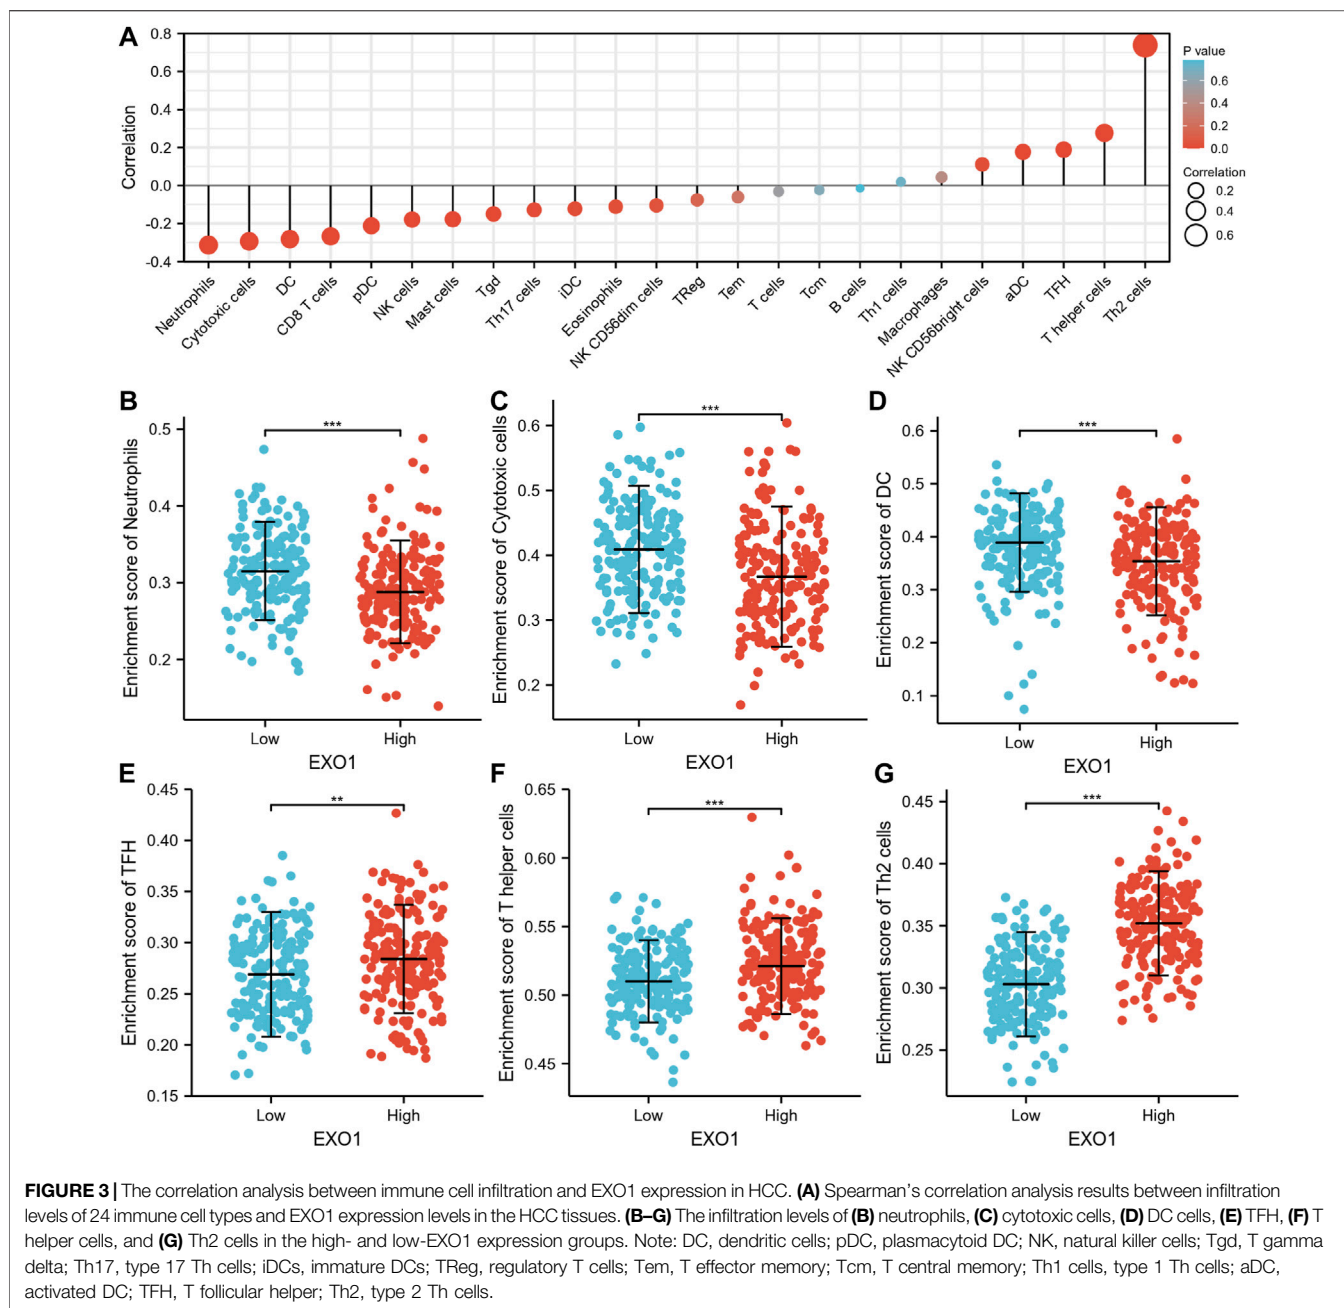 A
Correlation
0.8
0.6
0.4
0.2
0.0
-0.2
-0.4
Neutrophils
Cytotoxic cells
DC
CD8 T cells
pDC
NK cells
Mast cells
Tgd
Th17 cells
iDC
Eosinophils
NK CD56dim cells
TReg
Tem
T cells
Tcm
B cells
Th1 cells
Macrophages
NK CD56bright cells
aDC
TFH
T helper cells
Th2 cells
P value
0.6
0.4
0.2
0.0
Correlation
0.2
0.4
0.6
B
Enrichment score of Neutrophils
0.5
0.4
0.3
0.2
***
Low
High
EXO1
C
Enrichment score of Cytotoxic cells
0.6
0.5
0.4
0.3
0.2
***
Low
High
EXO1
D
Enrichment score of DC
0.6
0.5
0.4
0.3
0.2
0.1
***
Low
High
EXO1
E
Enrichment score of TFH
0.45
0.40
0.35
0.30
0.25
0.20
0.15
**
Low
High
EXO1
F
Enrichment score of T helper cells
0.65
0.60
0.55
0.50
0.45
***
Low
High
EXO1
G
Enrichment score of Th2 cells
0.45
0.40
0.35
0.30
0.25
***
Low
High
EXO1
FIGURE 3 | The correlation analysis between immune cell infiltration and EXO1 expression in HCC. (A) Spearman's correlation analysis results between infiltration
levels of 24 immune cell types and EXO1 expression levels in the HCC tissues. (B–G) The infiltration levels of (B) neutrophils, (C) cytotoxic cells, (D) DC cells, (E) TFH, (F) T
helper cells, and (G) Th2 cells in the high- and low-EXO1 expression groups. Note: DC, dendritic cells; pDC, plasmacytoid DC; NK, natural killer cells; Tgd, T gamma
delta; Th17, type 17 Th cells; iDCs, immature DCs; TReg, regulatory T cells; Tem, T effector memory; Tcm, T central memory; Th1 cells, type 1 Th cells; aDC,
activated DC; TFH, T follicular helper; Th2, type 2 Th cells.